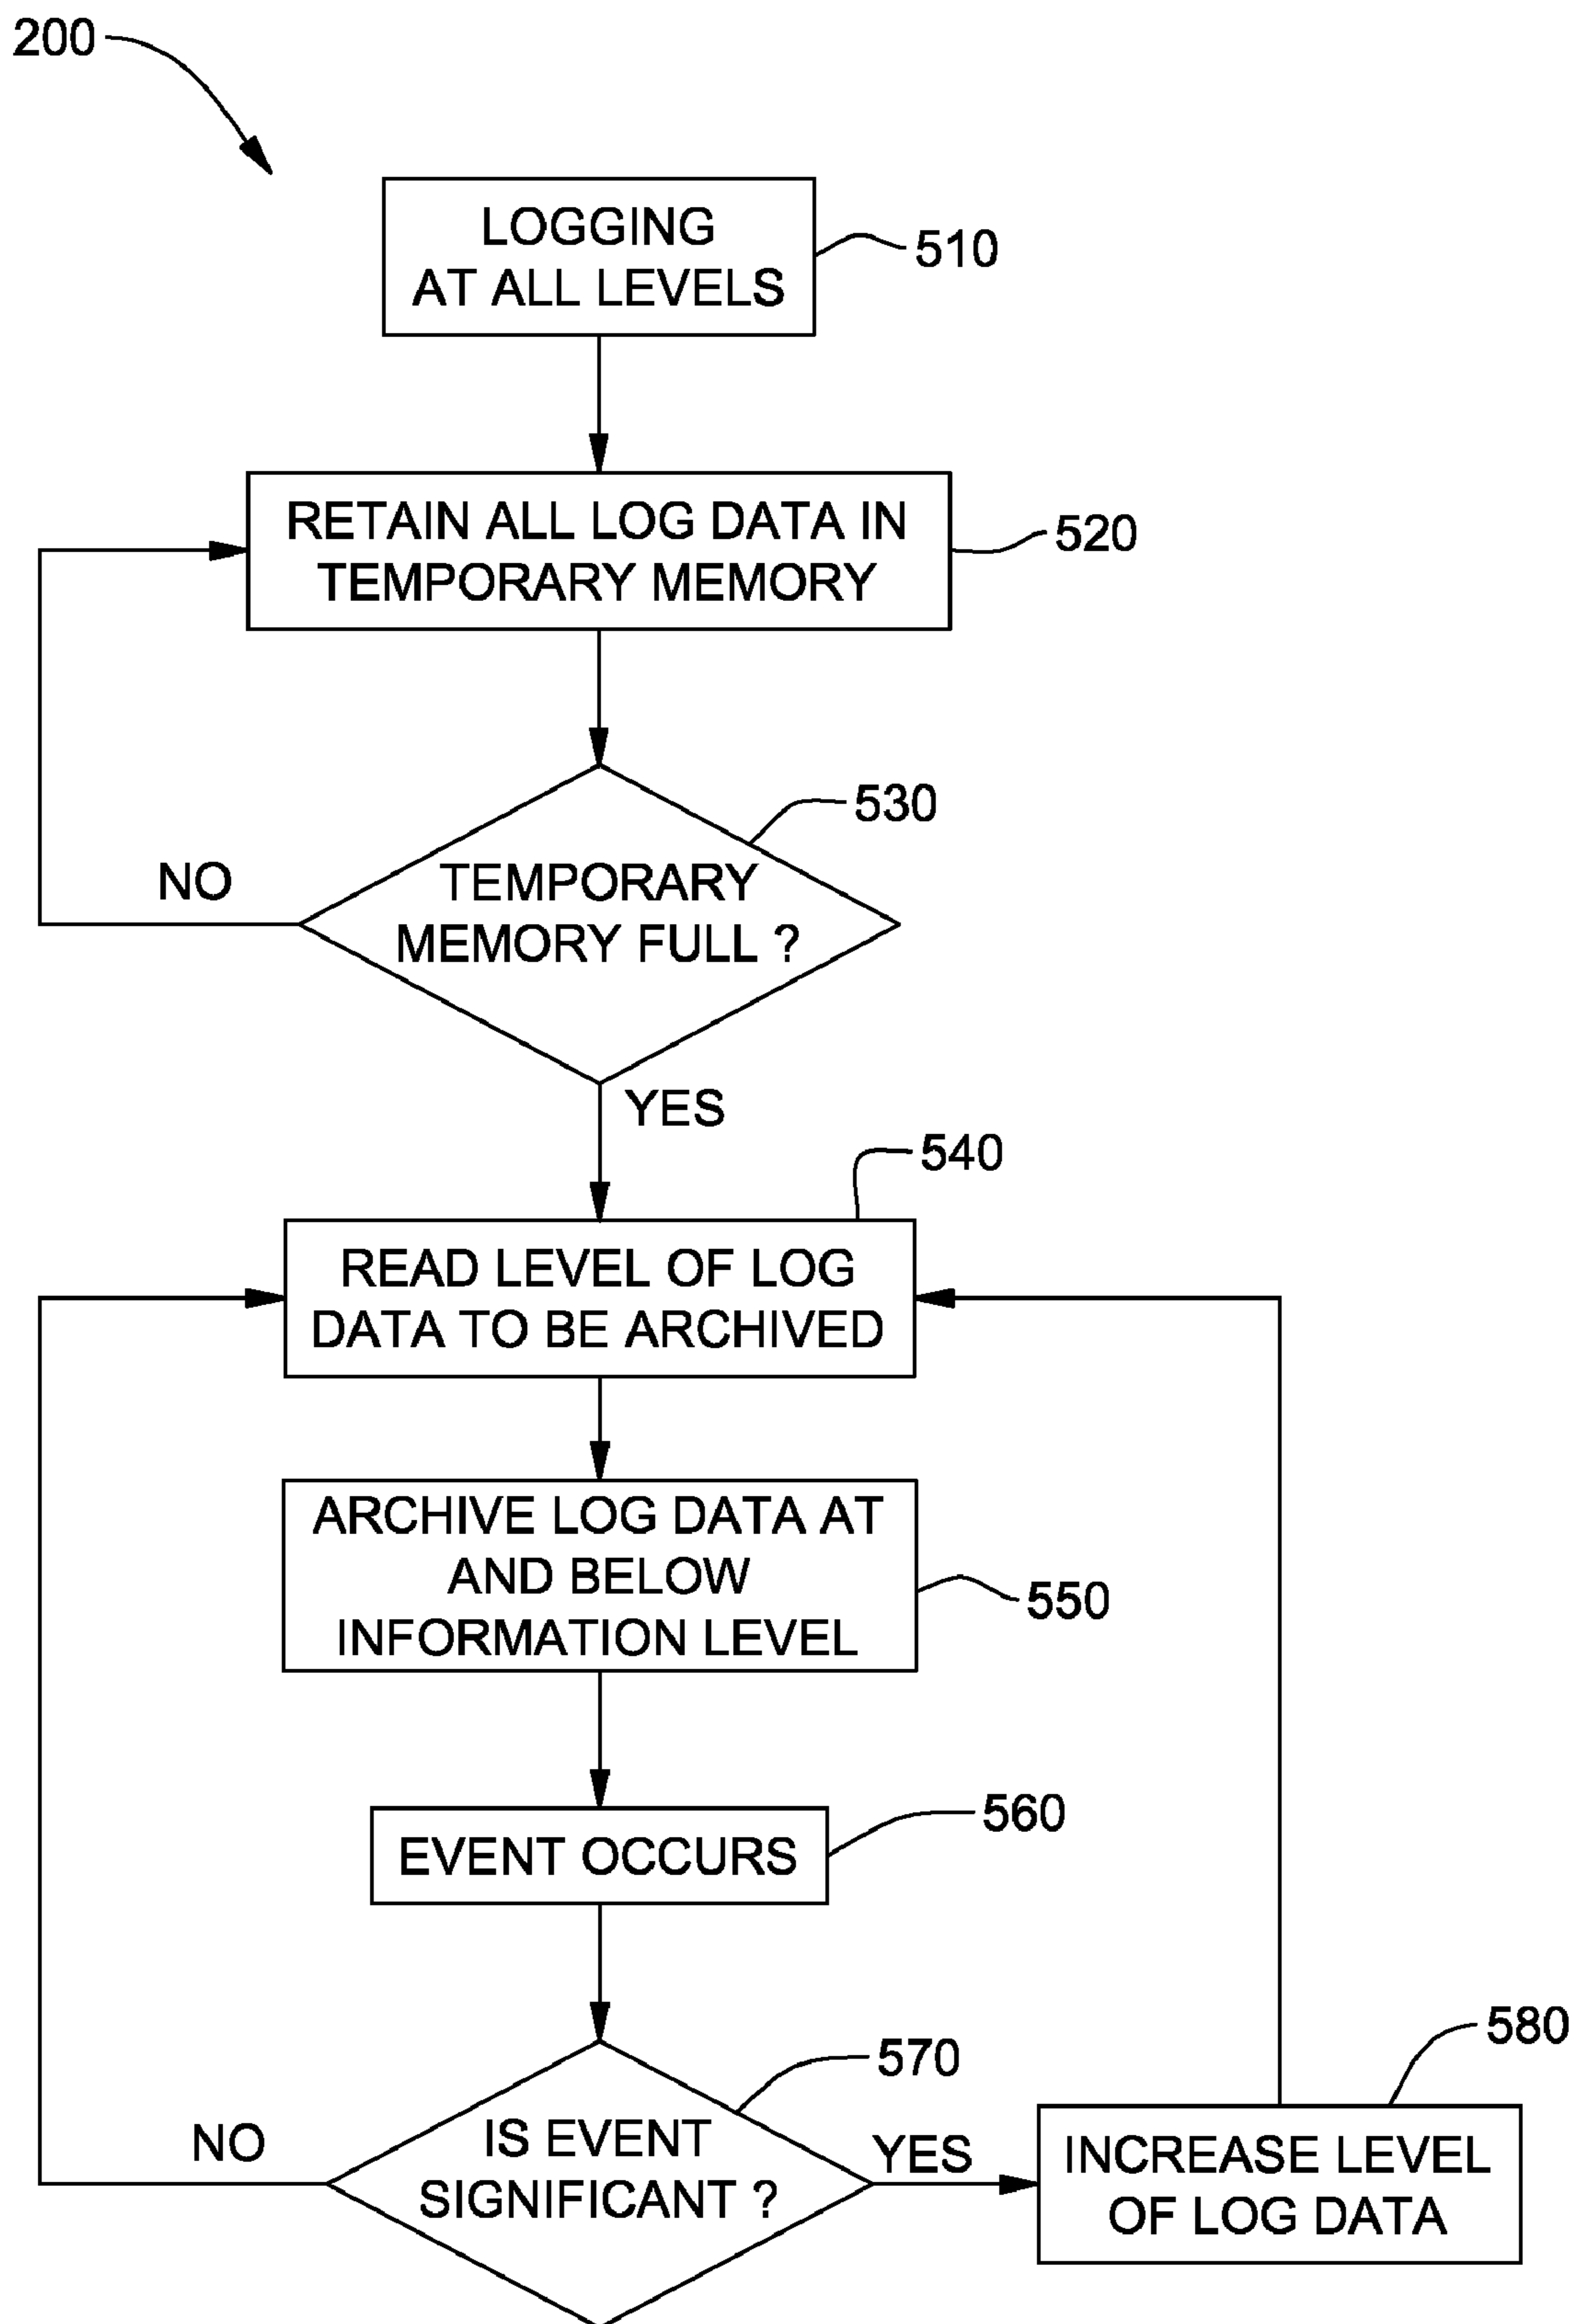 200
LOGGING
AT ALL LEVELS
510
RETAIN ALL LOG DATA IN
TEMPORARY MEMORY
520
530
TEMPORARY
MEMORY FULL ?
NO
YES
540
READ LEVEL OF LOG
DATA TO BE ARCHIVED
ARCHIVE LOG DATA AT
AND BELOW
INFORMATION LEVEL
550
EVENT OCCURS
560
570
IS EVENT
SIGNIFICANT ?
NO
YES
580
INCREASE LEVEL
OF LOG DATA